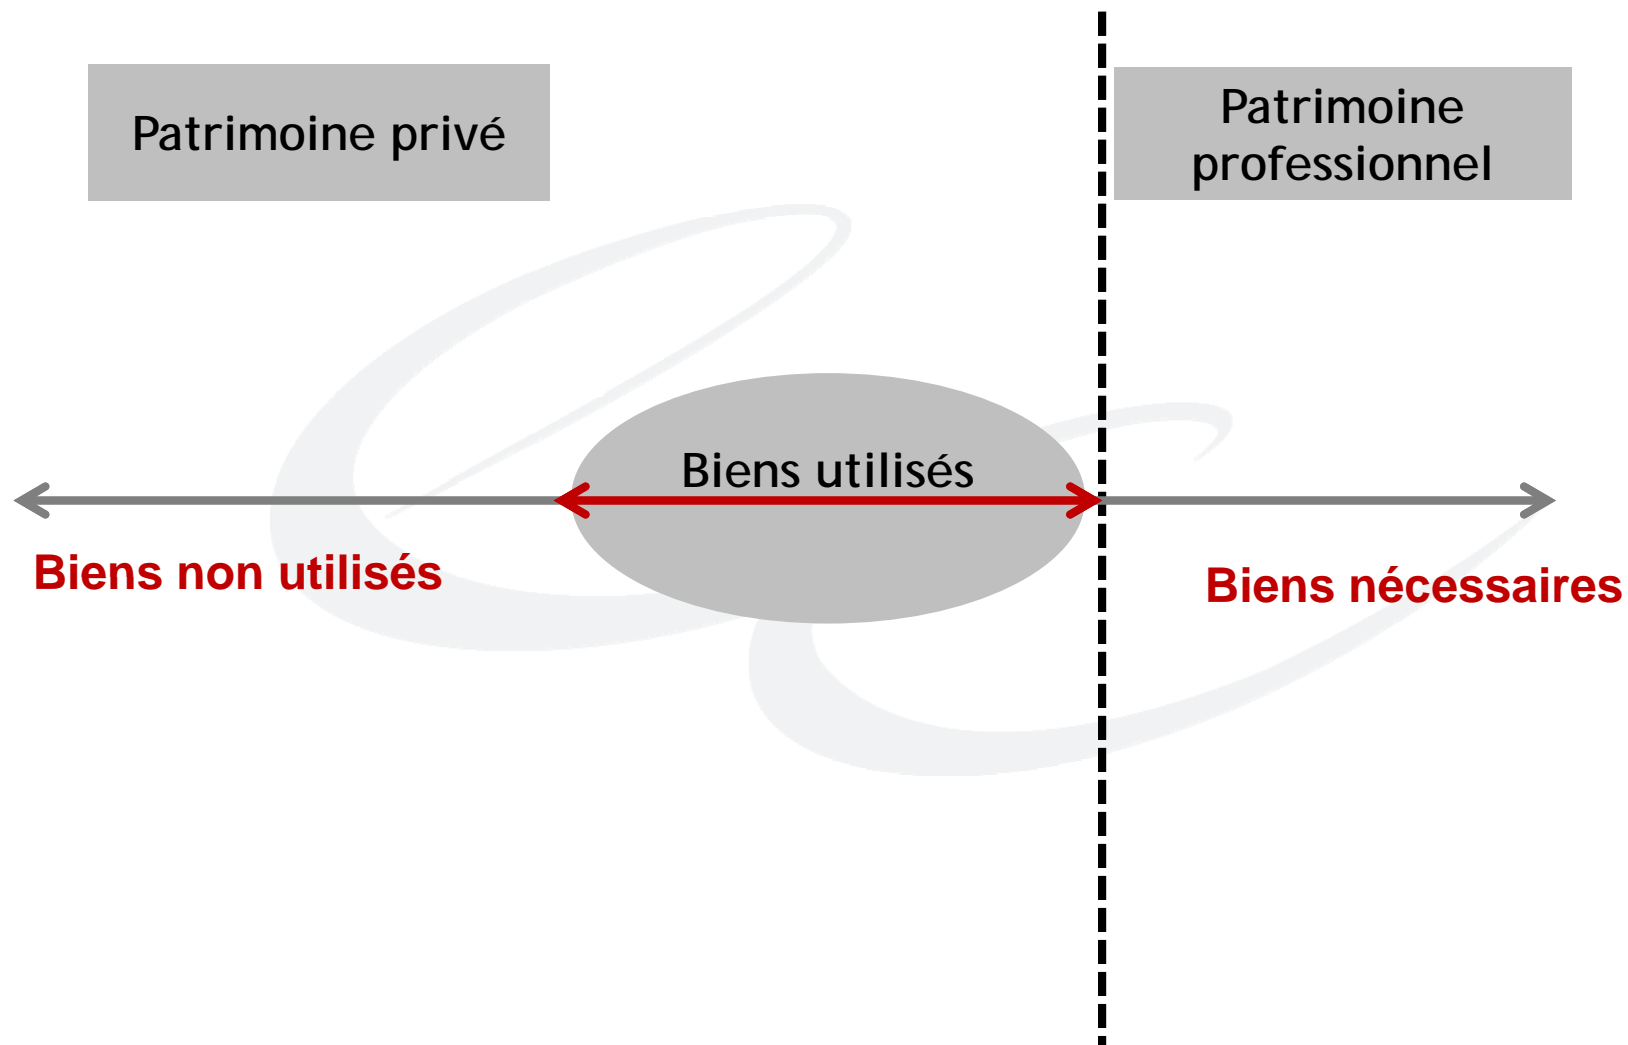 Patrimoine privé
Patrimoine
professionnel
Biens utilisés
Biens non utilisés
Biens nécessaires